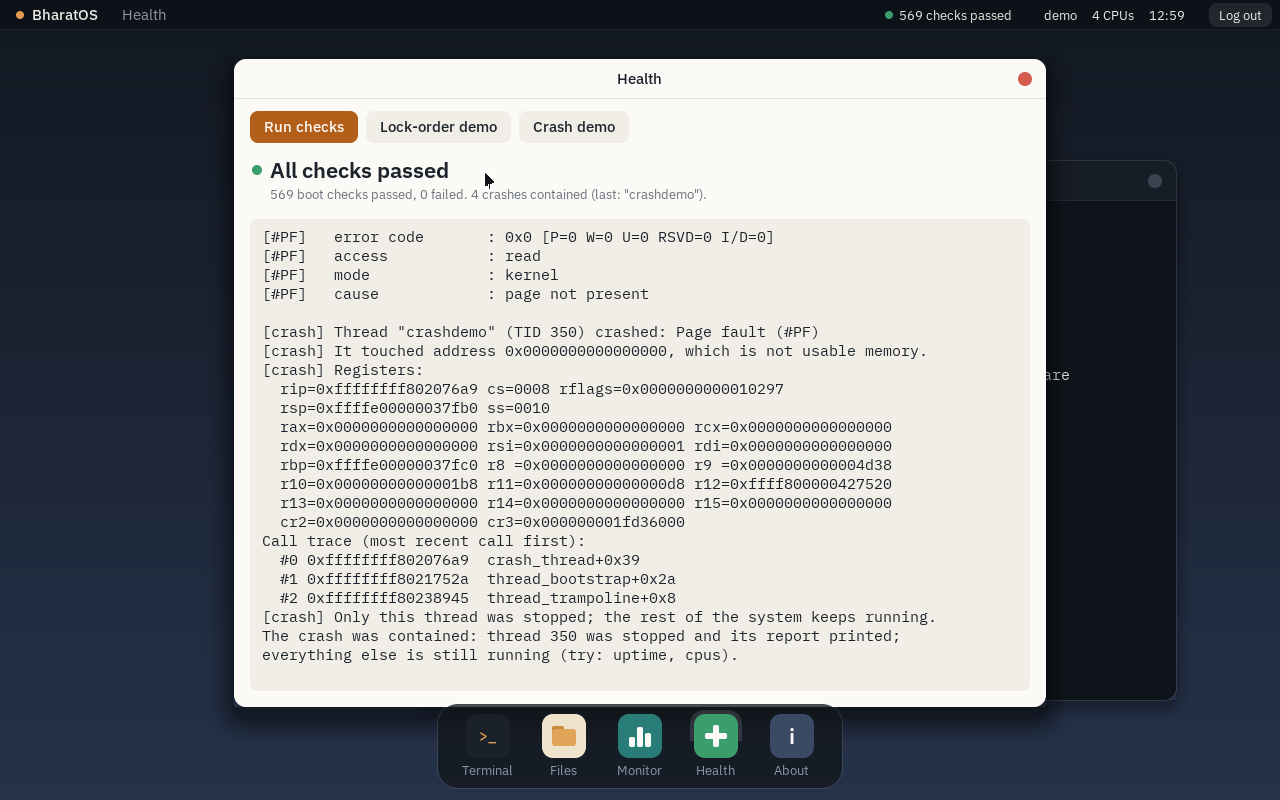 BharatOS Health 569 checks passed demo 4 CPUs 12:59 Log out
Health
Run checks Lock-order demo Crash demo
All checks passed
569 boot checks passed, 0 failed. 4 crashes contained (last: "crashdemo").
[#PF]   error code       : 0x0 [P=0 W=0 U=0 RSVD=0 I/D=0]
[#PF]   access           : read
[#PF]   mode             : kernel
[#PF]   cause            : page not present
[crash] Thread "crashdemo" (TID 350) crashed: Page fault (#PF)
[crash] It touched address 0x0000000000000000, which is not usable memory.
[crash] Registers:
  rip=0xffffffff802076a9 cs=0008 rflags=0x0000000000010297
  rsp=0xffffe00000037fb0 ss=0010
  rax=0x0000000000000000 rbx=0x0000000000000000 rcx=0x0000000000000000
  rdx=0x0000000000000000 rsi=0x0000000000000001 rdi=0x0000000000000000
  rbp=0xffffe00000037fc0 r8 =0x0000000000000000 r9 =0x0000000000004d38
  r10=0x00000000000001b8 r11=0x00000000000000d8 r12=0xffff800000427520
  r13=0x0000000000000000 r14=0x0000000000000000 r15=0x0000000000000000
  cr2=0x0000000000000000 cr3=0x000000001fd36000
Call trace (most recent call first):
  #0 0xffffffff802076a9  crash_thread+0x39
  #1 0xffffffff8021752a  thread_bootstrap+0x2a
  #2 0xffffffff80238945  thread_trampoline+0x8
[crash] Only this thread was stopped; the rest of the system keeps running.
The crash was contained: thread 350 was stopped and its report printed;
everything else is still running (try: uptime, cpus).
>_ i
Terminal Files Monitor Health About